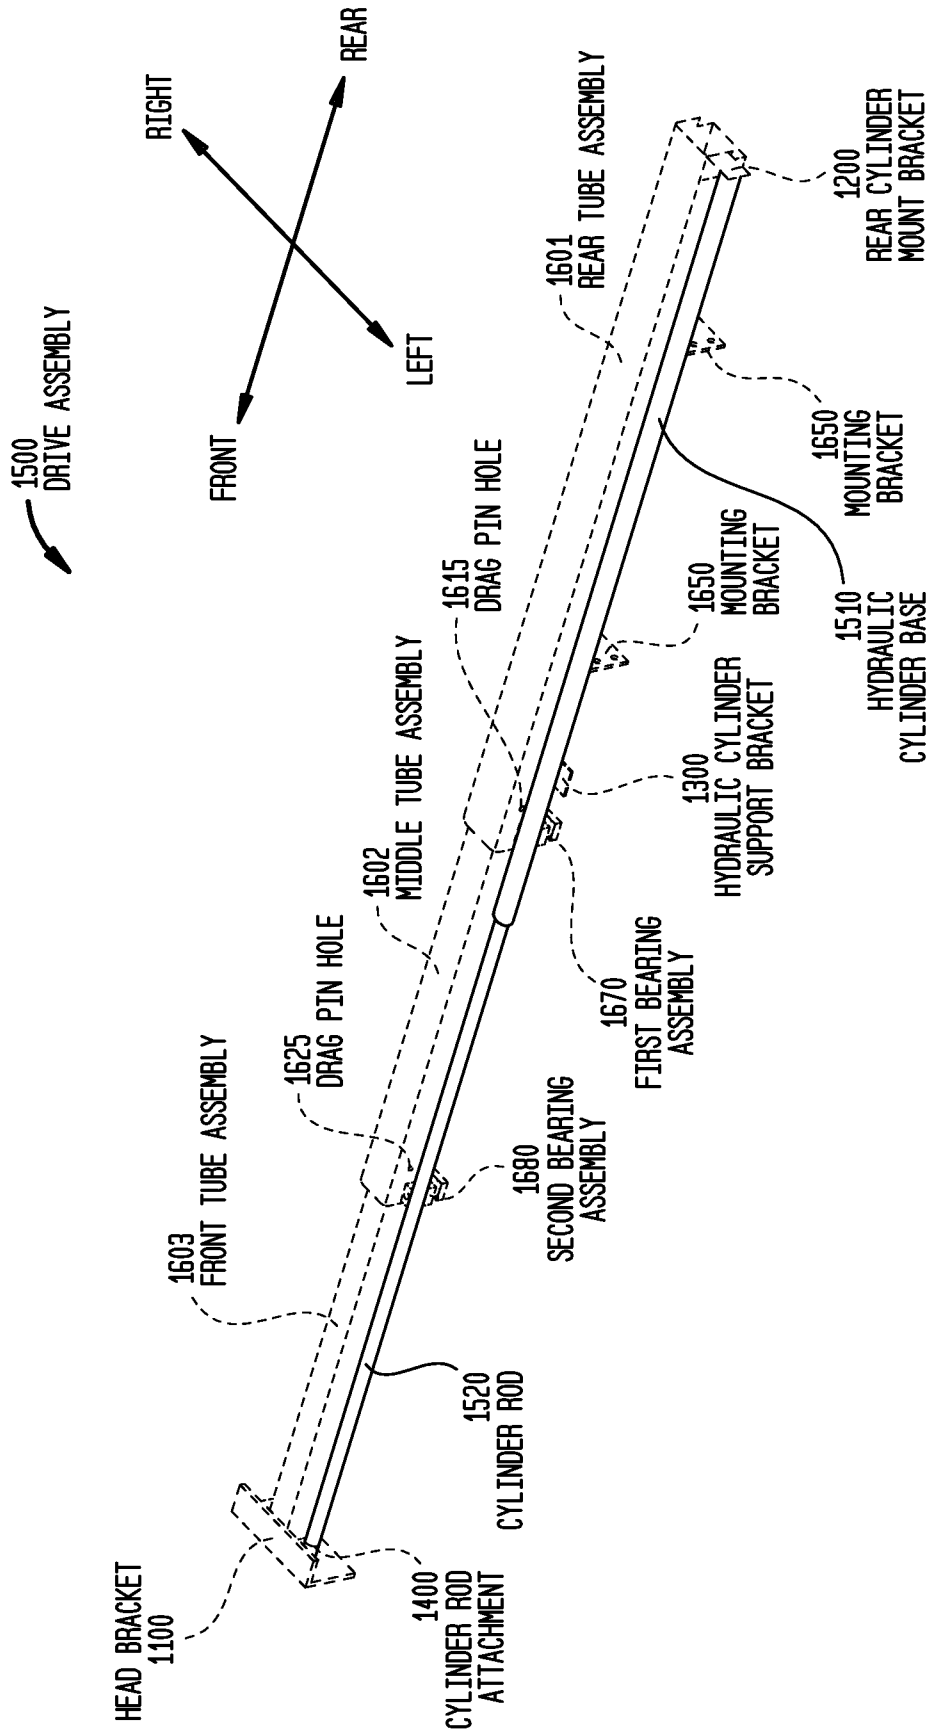 1500
DRIVE ASSEMBLY
FRONT
RIGHT
LEFT
REAR
HEAD BRACKET
1100
1603
FRONT TUBE ASSEMBLY
1625
DRAG PIN HOLE
1602
MIDDLE TUBE ASSEMBLY
1615
DRAG PIN HOLE
1601
REAR TUBE ASSEMBLY
1400
CYLINDER ROD
ATTACHMENT
1520
CYLINDER ROD
1680
SECOND BEARING
ASSEMBLY
1670
FIRST BEARING
ASSEMBLY
1300
HYDRAULIC CYLINDER
SUPPORT BRACKET
1650
MOUNTING
BRACKET
1510
HYDRAULIC
CYLINDER BASE
1650
MOUNTING
BRACKET
1200
REAR CYLINDER
MOUNT BRACKET